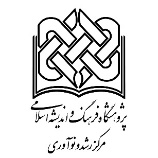 پژوهشگاه فرهنگ و اندیشه اسلامی
مرکز رشد و نوآوری